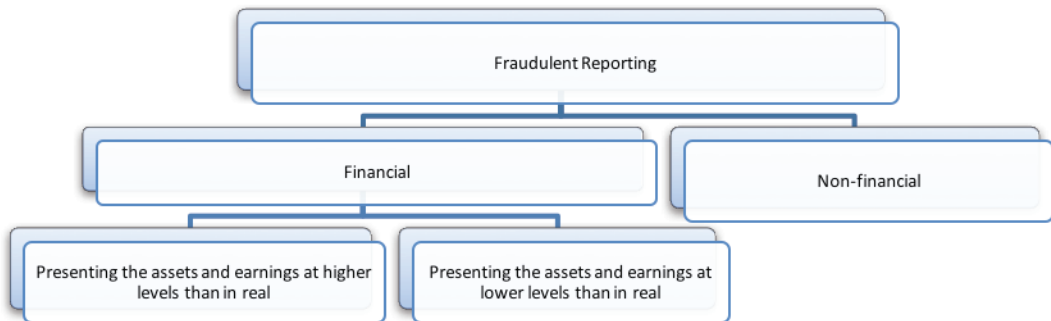 Fraudulent Reporting
Financial
Non-financial
Presenting the assets and earnings at higher
levels than in real
Presenting the assets and earnings at
lower levels than in real